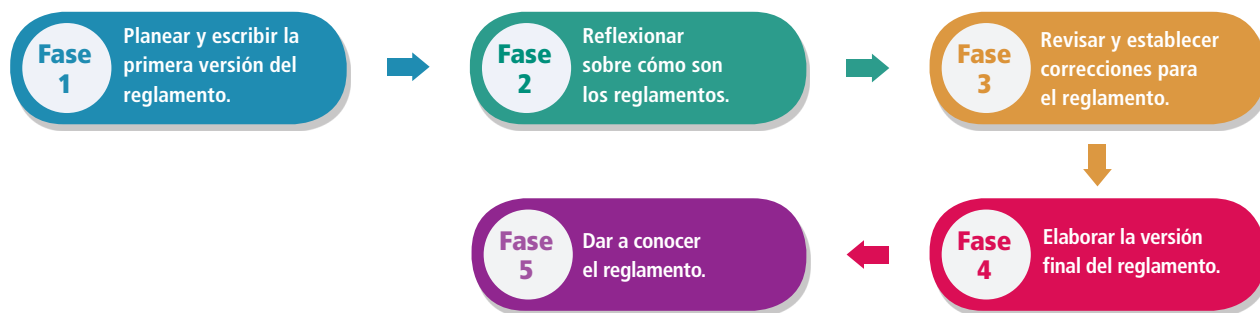 Fase
1
Planear y escribir la
primera versión del
reglamento.
Fase
2
Reflexionar
sobre cómo son
los reglamentos.
Fase
3
Revisar y establecer
correcciones para
el reglamento.
Fase
4
Elaborar la versión
final del reglamento.
Fase
5
Dar a conocer
el reglamento.